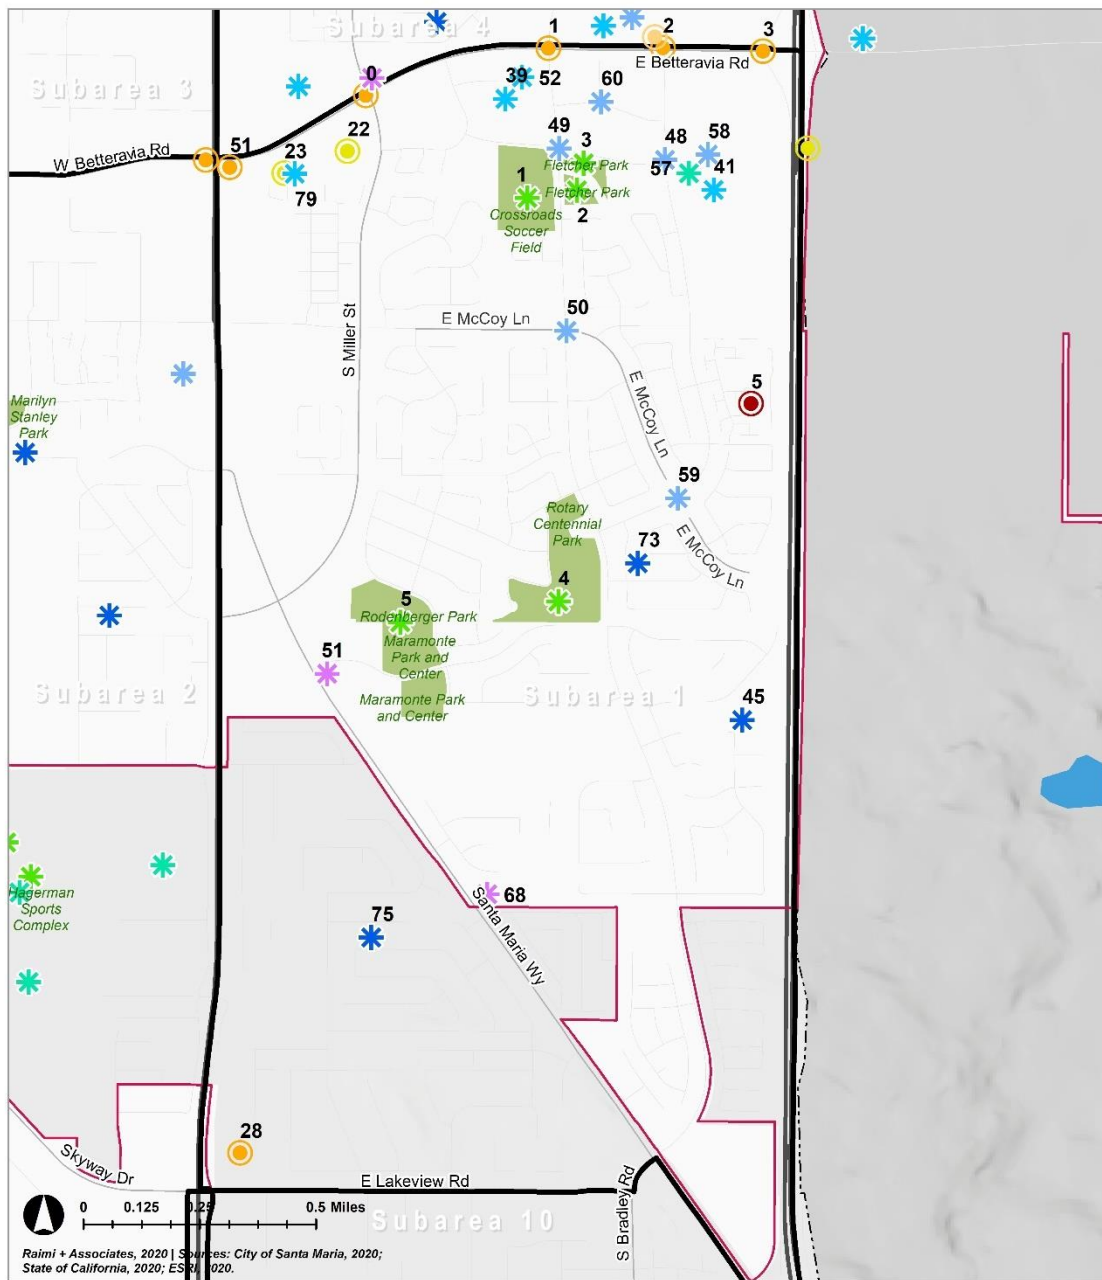 Subarea 4
1
2
3
E Betteravia Rd
0
39
52
60
Subarea 3
22
49
3
48
58
W Betteravia Rd
51
23
Fletcher Park
57
41
79
1
Fletcher Park
2
Crossroads
Soccer
Field
50
E McCoy Ln
S Miller St
5
E McCoy Ln
Marilyn
Stanley
Park
59
Rotary
Centennial
Park
73
E McCoy Ln
4
5
Rodenberger Park
Maramonte
Park and
Center
51
Subarea 2
Subarea 1
Maramonte Park
and Center
45
68
Santa Maria Wy
Hagerman
Sports
Complex
75
28
Skyway Dr
E Lakeview Rd
S Bradley Rd
0 0.125 0.25 0.5 Miles
Subarea 10
Raimi + Associates, 2020 | Sources: City of Santa Maria, 2020;
State of California, 2020; ESRI, 2020.